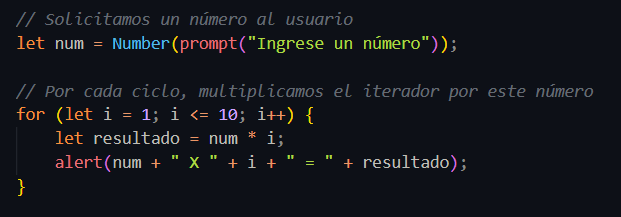 // Solicitamos un número al usuario
let num = Number(prompt("Ingrese un número"));
// Por cada ciclo, multiplicamos el iterador por este número
for (let i = 1; i <= 10; i++) {
let resultado = num * i;
alert(num + " X " + i + " = " + resultado);
}